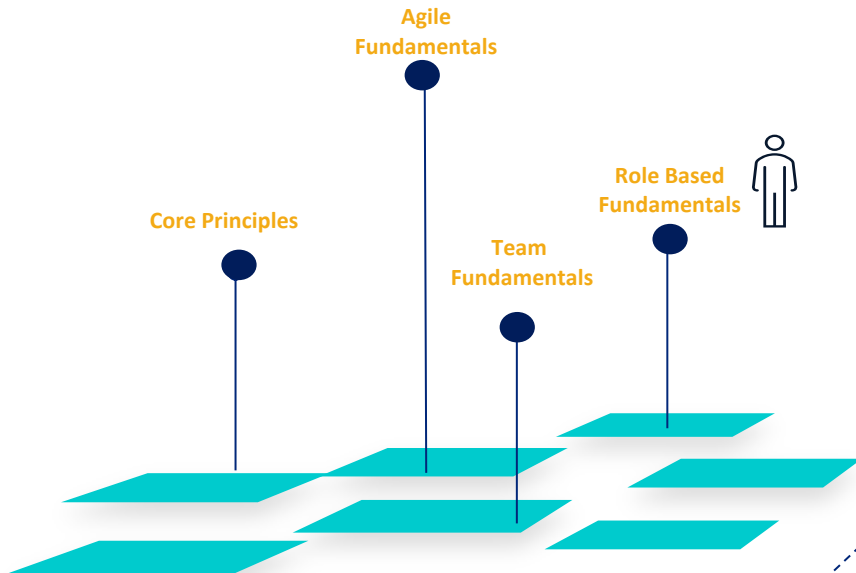 Agile
Fundamentals
Role Based
Fundamentals
Core Principles
Team
Fundamentals